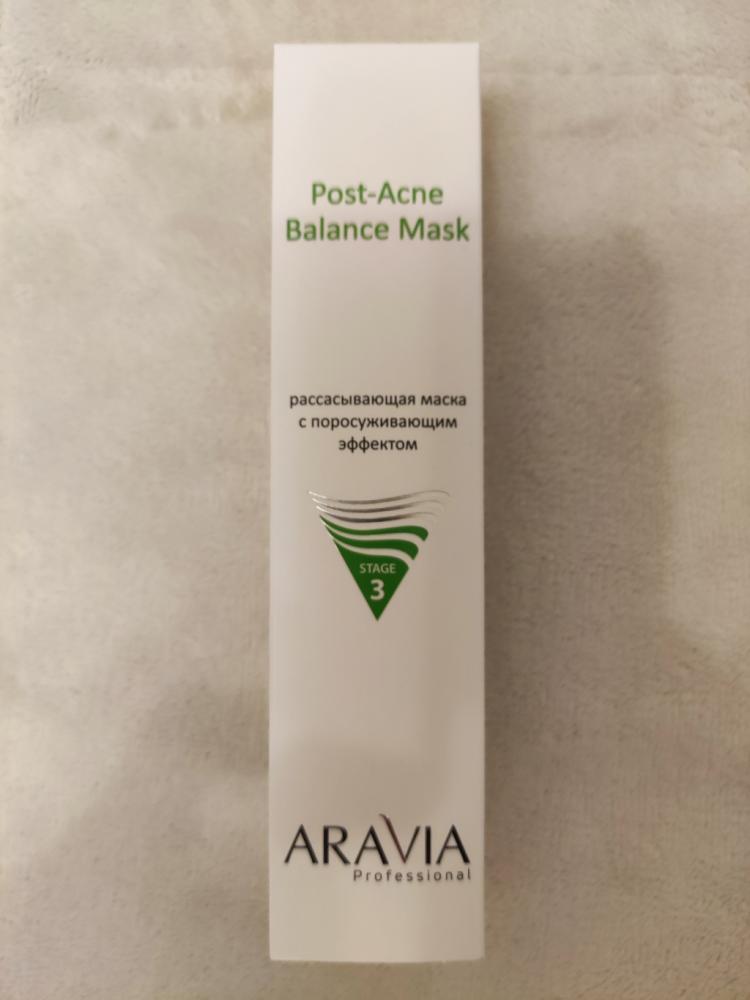 Post-Acne
Balance Mask
рассасывающая маска
с поросуживающим
эффектом
STAGE
3
ARAVIA
Professional